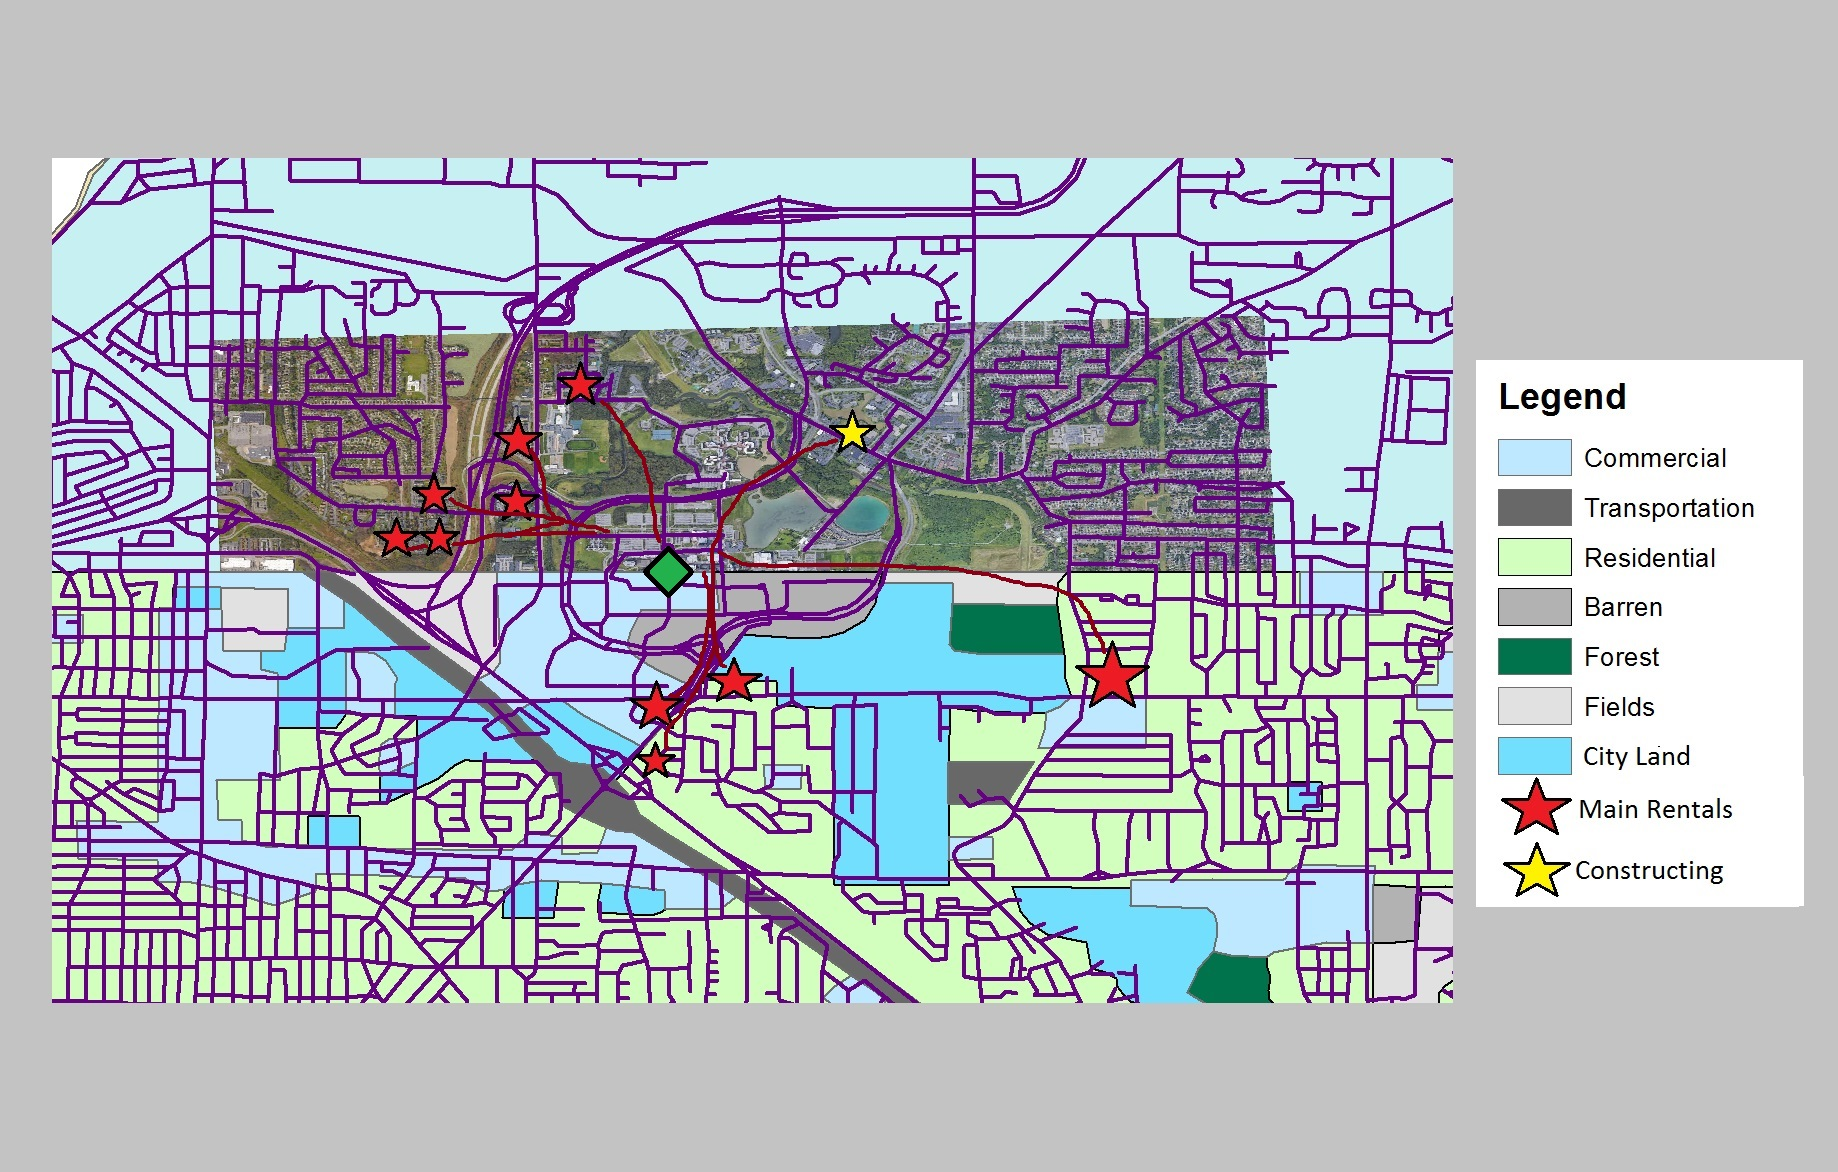 Legend
Commercial
Transportation
Residential
Barren
Forest
Fields
City Land
Main Rentals
Constructing